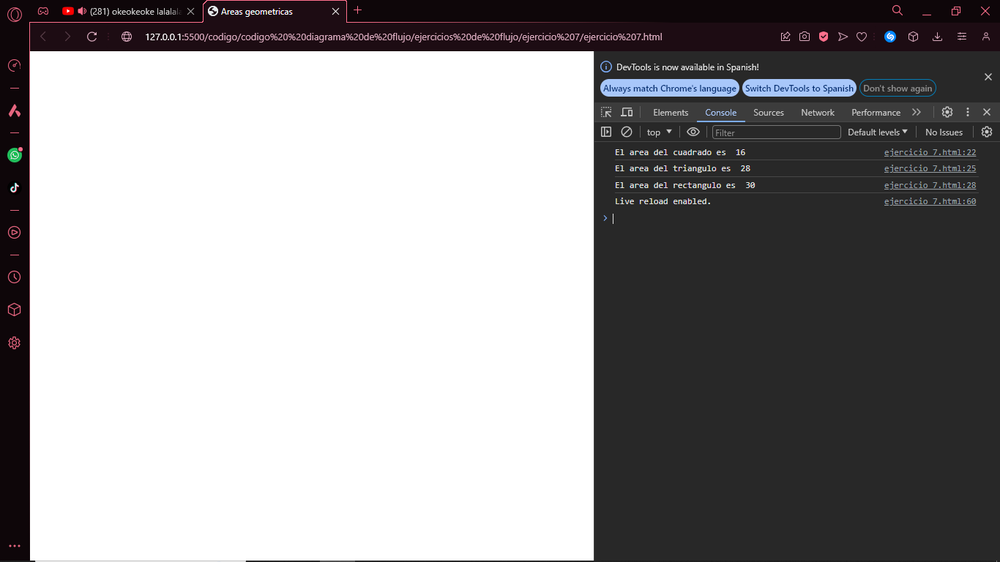 (281) okeokeoke lalala
Areas geometricas
127.0.0.1:5500/codigo/codigo%20%20diagrama%20de%20flujo/ejercicios%20de%20flujo/ejercicio%207/ejercicio%207.html
DevTools is now available in Spanish!
Always match Chrome's language Switch DevTools to Spanish Don't show again
Elements Console Sources Network Performance
top Filter Default levels No Issues
El area del cuadrado es  16 ejercicio 7.html:22
El area del triangulo es  28 ejercicio 7.html:25
El area del rectangulo es  30 ejercicio 7.html:28
Live reload enabled. ejercicio 7.html:60